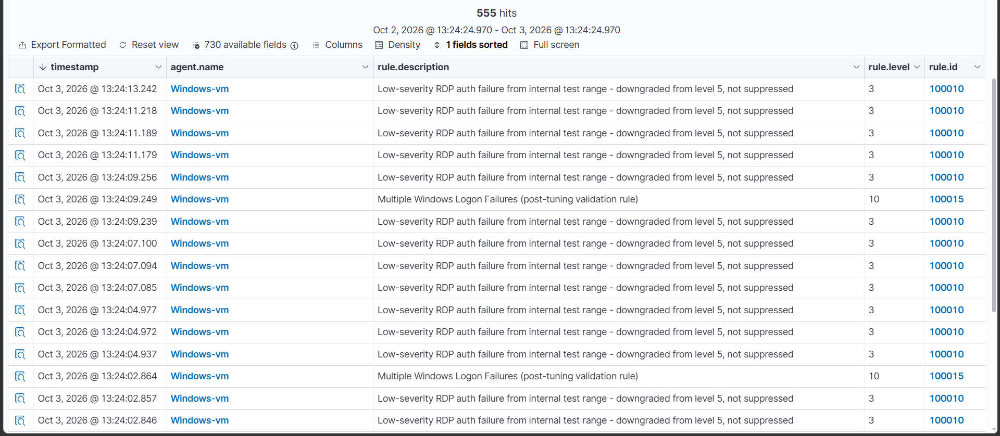 555 hits
Oct 2, 2026 @ 13:24:24.970 - Oct 3, 2026 @ 13:24:24.970
Export Formatted Reset view 730 available fields Columns Density 1 fields sorted Full screen
timestamp agent.name rule.description rule.level rule.id
Oct 3, 2026 @ 13:24:13.242 Windows-vm Low-severity RDP auth failure from internal test range - downgraded from level 5, not suppressed 3 100010
Oct 3, 2026 @ 13:24:11.218 Windows-vm Low-severity RDP auth failure from internal test range - downgraded from level 5, not suppressed 3 100010
Oct 3, 2026 @ 13:24:11.189 Windows-vm Low-severity RDP auth failure from internal test range - downgraded from level 5, not suppressed 3 100010
Oct 3, 2026 @ 13:24:11.179 Windows-vm Low-severity RDP auth failure from internal test range - downgraded from level 5, not suppressed 3 100010
Oct 3, 2026 @ 13:24:09.256 Windows-vm Low-severity RDP auth failure from internal test range - downgraded from level 5, not suppressed 3 100010
Oct 3, 2026 @ 13:24:09.249 Windows-vm Multiple Windows Logon Failures (post-tuning validation rule) 10 100015
Oct 3, 2026 @ 13:24:09.239 Windows-vm Low-severity RDP auth failure from internal test range - downgraded from level 5, not suppressed 3 100010
Oct 3, 2026 @ 13:24:07.100 Windows-vm Low-severity RDP auth failure from internal test range - downgraded from level 5, not suppressed 3 100010
Oct 3, 2026 @ 13:24:07.094 Windows-vm Low-severity RDP auth failure from internal test range - downgraded from level 5, not suppressed 3 100010
Oct 3, 2026 @ 13:24:07.085 Windows-vm Low-severity RDP auth failure from internal test range - downgraded from level 5, not suppressed 3 100010
Oct 3, 2026 @ 13:24:04.977 Windows-vm Low-severity RDP auth failure from internal test range - downgraded from level 5, not suppressed 3 100010
Oct 3, 2026 @ 13:24:04.972 Windows-vm Low-severity RDP auth failure from internal test range - downgraded from level 5, not suppressed 3 100010
Oct 3, 2026 @ 13:24:04.937 Windows-vm Low-severity RDP auth failure from internal test range - downgraded from level 5, not suppressed 3 100010
Oct 3, 2026 @ 13:24:02.864 Windows-vm Multiple Windows Logon Failures (post-tuning validation rule) 10 100015
Oct 3, 2026 @ 13:24:02.857 Windows-vm Low-severity RDP auth failure from internal test range - downgraded from level 5, not suppressed 3 100010
Oct 3, 2026 @ 13:24:02.846 Windows-vm Low-severity RDP auth failure from internal test range - downgraded from level 5, not suppressed 3 100010